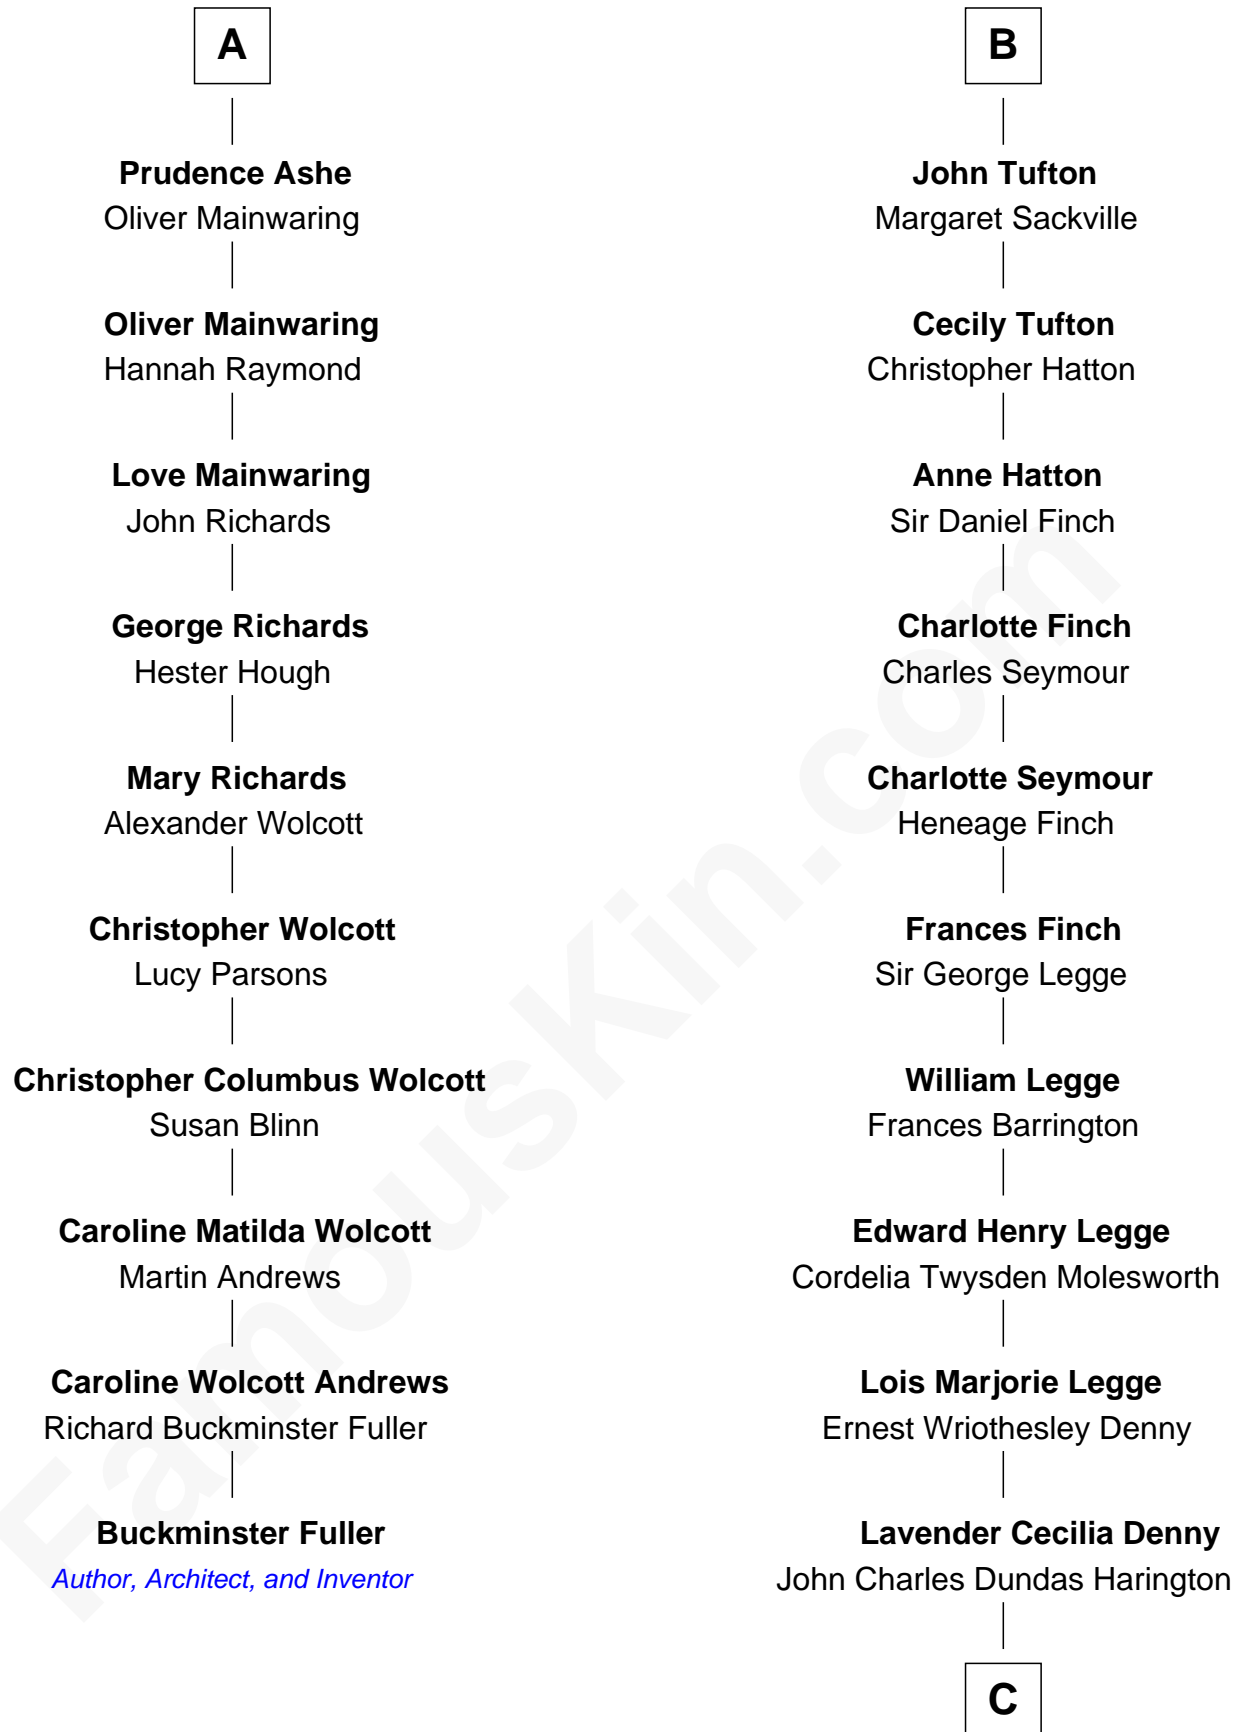 A
Prudence Ashe
Oliver Mainwaring
Oliver Mainwaring
Hannah Raymond
Love Mainwaring
John Richards
George Richards
Hester Hough
Mary Richards
Alexander Wolcott
Christopher Wolcott
Lucy Parsons
Christopher Columbus Wolcott
Susan Blinn
Caroline Matilda Wolcott
Martin Andrews
Caroline Wolcott Andrews
Richard Buckminster Fuller
Buckminster Fuller
Author, Architect, and Inventor
B
John Tufton
Margaret Sackville
Cecily Tufton
Christopher Hatton
Anne Hatton
Sir Daniel Finch
Charlotte Finch
Charles Seymour
Charlotte Seymour
Heneage Finch
Frances Finch
Sir George Legge
William Legge
Frances Barrington
Edward Henry Legge
Cordelia Twysden Molesworth
Lois Marjorie Legge
Ernest Wriothesley Denny
Lavender Cecilia Denny
John Charles Dundas Harington
C
FamousKin.com